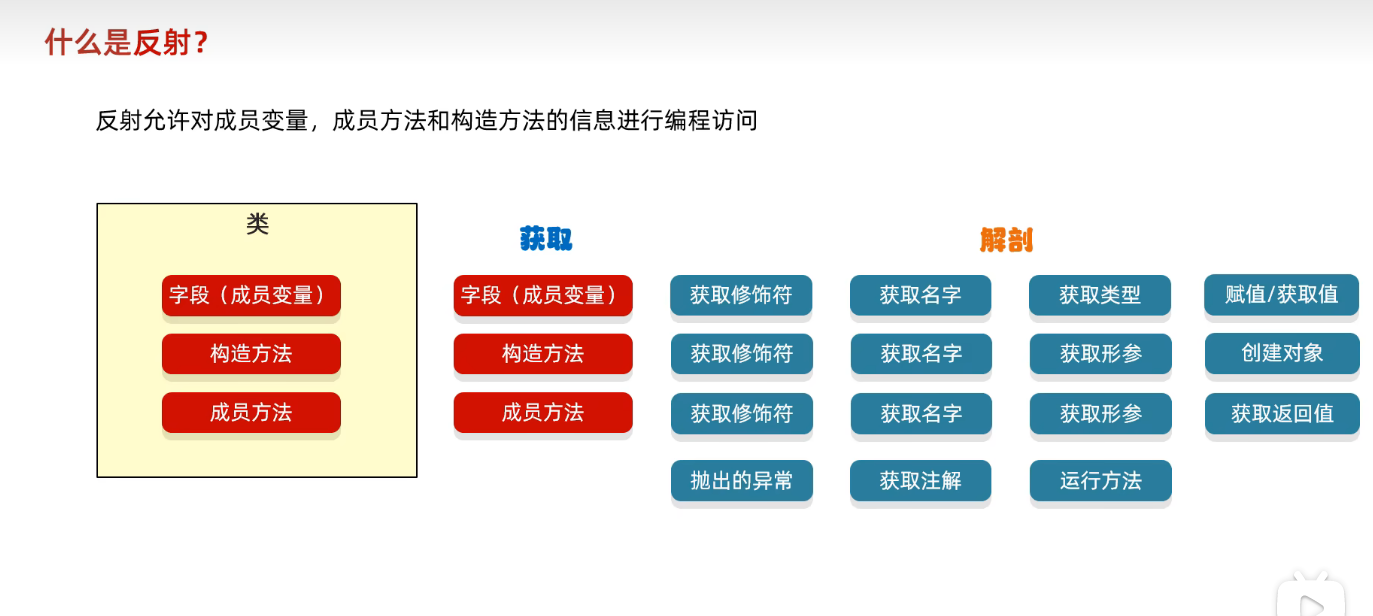 什么是反射？
反射允许对成员变量，成员方法和构造方法的信息进行编程访问
类
获取
解剖
字段（成员变量）
字段（成员变量）
获取修饰符
获取名字
获取类型
赋值/获取值
构造方法
构造方法
获取修饰符
获取名字
获取形参
创建对象
成员方法
成员方法
获取修饰符
获取名字
获取形参
获取返回值
抛出的异常
获取注解
运行方法